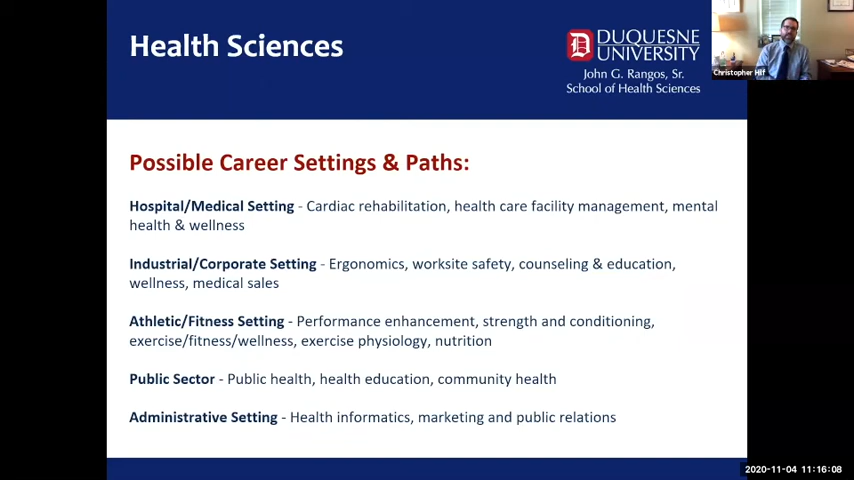 Health Sciences
D DUQUESNE
UNIVERSITY
John G. Rangos, Sr.
School of Health Sciences
Christopher Hilf
Possible Career Settings & Paths:
Hospital/Medical Setting - Cardiac rehabilitation, health care facility management, mental
health & wellness
Industrial/Corporate Setting - Ergonomics, worksite safety, counseling & education,
wellness, medical sales
Athletic/Fitness Setting - Performance enhancement, strength and conditioning,
exercise/fitness/wellness, exercise physiology, nutrition
Public Sector - Public health, health education, community health
Administrative Setting - Health informatics, marketing and public relations
2020-11-04 11:16:08